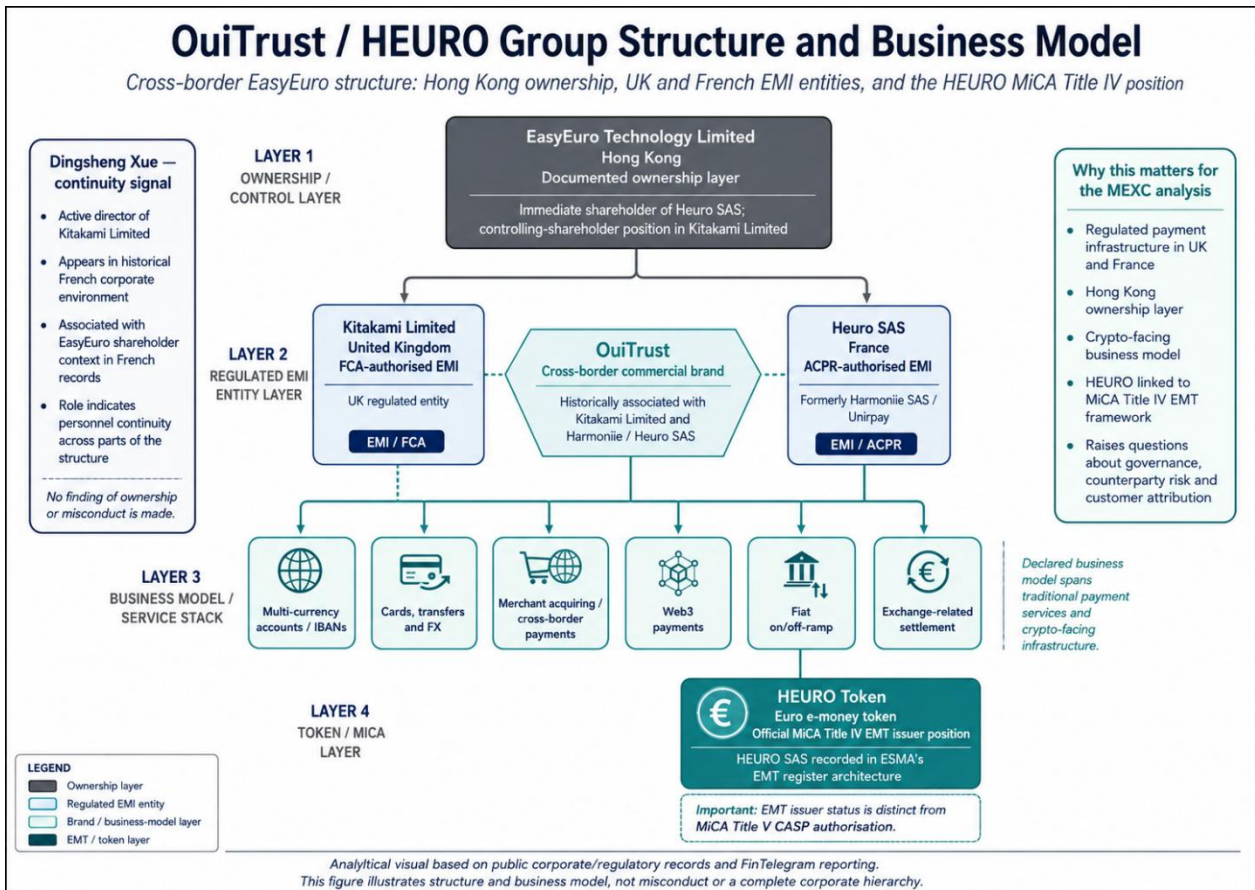 OuiTrust / HEURO Group Structure and Business Model
Cross-border EasyEuro structure: Hong Kong ownership, UK and French EMI entities, and the HEURO MiCA Title IV position
Dingsheng Xue —
continuity signal
• Active director of
Kitakami Limited
• Appears in historical
French corporate
environment
• Associated with
EasyEuro shareholder
context in French
records
• Role indicates
personnel continuity
across parts of the
structure
No finding of ownership
or misconduct is made.
LAYER 1
OWNERSHIP /
CONTROL LAYER
EasyEuro Technology Limited
Hong Kong
Documented ownership layer
Immediate shareholder of Heuro SAS;
controlling-shareholder position in Kitakami Limited
Why this matters for
the MEXC analysis
• Regulated payment
infrastructure in UK
and France
• Hong Kong
ownership layer
• Crypto-facing
business model
• HEURO linked to
MiCA Title IV EMT
framework
• Raises questions
about governance,
counterparty risk and
customer attribution
LAYER 2
REGULATED EMI
ENTITY LAYER
Kitakami Limited
United Kingdom
FCA-authorised EMI
UK regulated entity
EMI / FCA
OuiTrust
Cross-border commercial brand
Historically associated with
Kitakami Limited and
Harmoniie / Heuro SAS
Heuro SAS
France
ACPR-authorised EMI
Formerly Harmoniie SAS /
Unirpay
EMI / ACPR
LAYER 3
BUSINESS MODEL /
SERVICE STACK
Multi-currency
accounts / IBANs
Cards, transfers
and FX
Merchant acquiring /
cross-border
payments
Web3
payments
Fiat
on/off-ramp
€
Exchange-related
settlement
Declared business
model spans
traditional payment
services and
crypto-facing
infrastructure.
LAYER 4
TOKEN / MICA
LAYER
€
HEURO Token
Euro e-money token
Official MiCA Title IV EMT issuer position
HEURO SAS recorded in ESMA's
EMT register architecture
Important: EMT issuer status is distinct from
MiCA Title V CASP authorisation.
LEGEND
Ownership layer
Regulated EMI entity
Brand / business-model layer
EMT / token layer
Analytical visual based on public corporate/regulatory records and FinTelegram reporting.
This figure illustrates structure and business model, not misconduct or a complete corporate hierarchy.